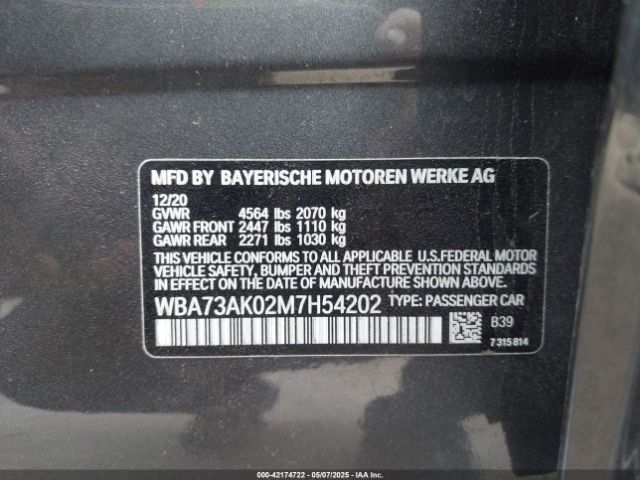 MFD BY BAYERISCHE MOTOREN WERKE AG
12/20
GVWR 4564 lbs 2070 kg
GAWR FRONT 2447 lbs 1110 kg
GAWR REAR 2271 lbs 1030 kg
THIS VEHICLE CONFORMS TO ALL APPLICABLE U.S.FEDERAL MOTOR
VEHICLE SAFETY, BUMPER AND THEFT PREVENTION STANDARDS
IN EFFECT ON THE DATE OF MANUFACTURE SHOWN ABOVE.
WBA73AK02M7H54202 TYPE: PASSENGER CAR
B39
7 315 814
000-42174722 - 05/07/2025 - IAAI.CA